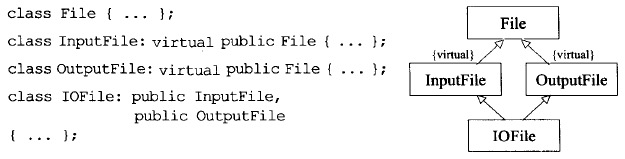 class File { ... };
class InputFile: virtual public File { ... };
class OutputFile: virtual public File { ... };
class IOFile: public InputFile,
public OutputFile
{ ... };
File
{virtual} {virtual}
InputFile OutputFile
IOFile